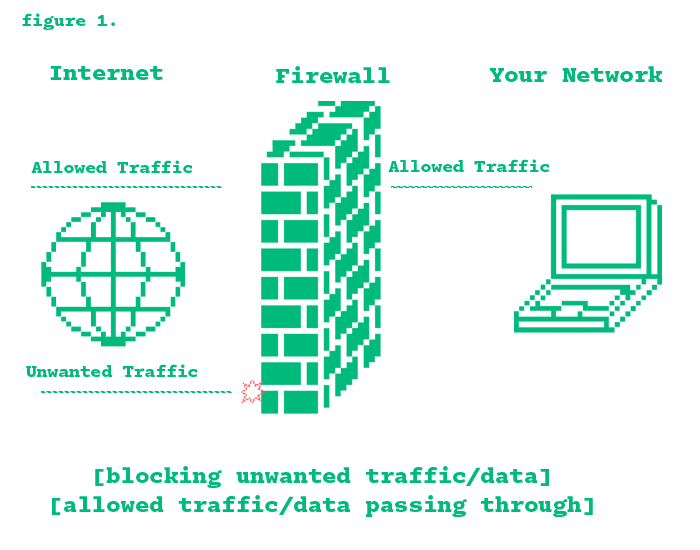 figure 1.
Internet
Firewall
Your Network
Allowed Traffic
Allowed Traffic
Unwanted Traffic
[blocking unwanted traffic/data]
[allowed traffic/data passing through]